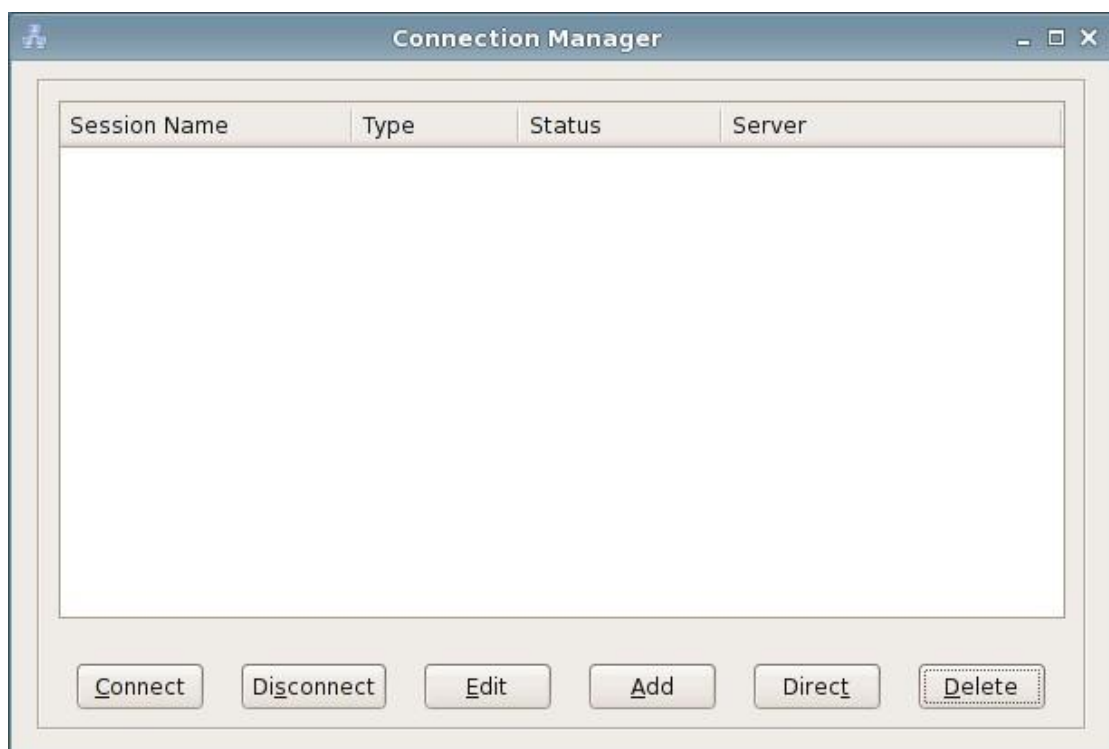 Connection Manager
Session Name Type Status Server
Connect Disconnect Edit Add Direct Delete